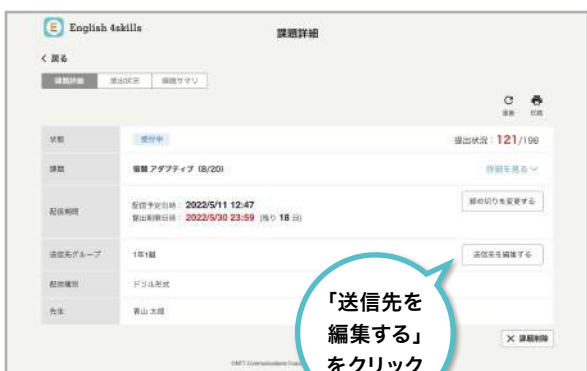 English 4skills
課題詳細
く 戻る
課題詳細 提出状況 課題サマリ
更新 印刷
状態 受付中 提出状況：121/196
課題 宿題 アダプティブ (8/20) 詳細を見る
配信期間 配信予定日時： 2022/5/11 12:47
提出期限日時： 2022/5/30 23:59 (残り 18 日)
締め切りを変更する
送信先グループ 1年1組 送信先を編集する
配信種別 ドリル形式
先生 青山 太郎
「送信先を
編集する」
をクリック
× 課題削除